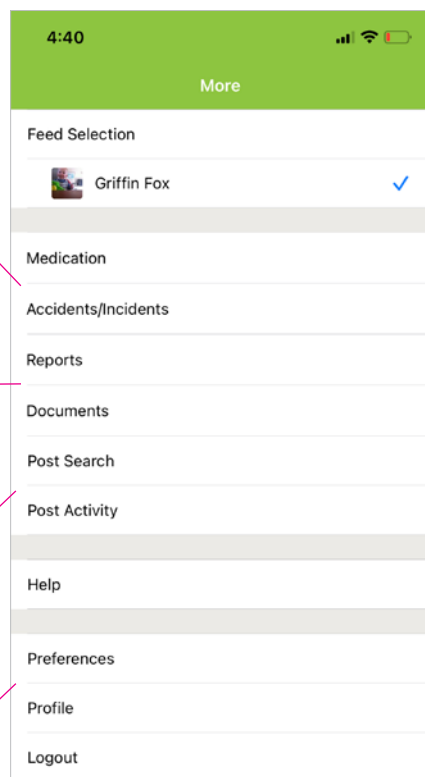 4:40
More
Feed Selection
Griffin Fox
Medication
Accidents/Incidents
Reports
Documents
Post Search
Post Activity
Help
Preferences
Profile
Logout